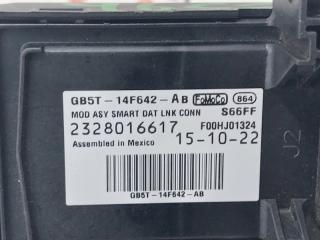 GB5T-14F642-AB FoMoCo 864
MOD ASY SMART DAT LNK CONN S66FF
2328016617 F00HJ01324
Assembled in Mexico 15-10-22
GB5T-14F642-AB
J2